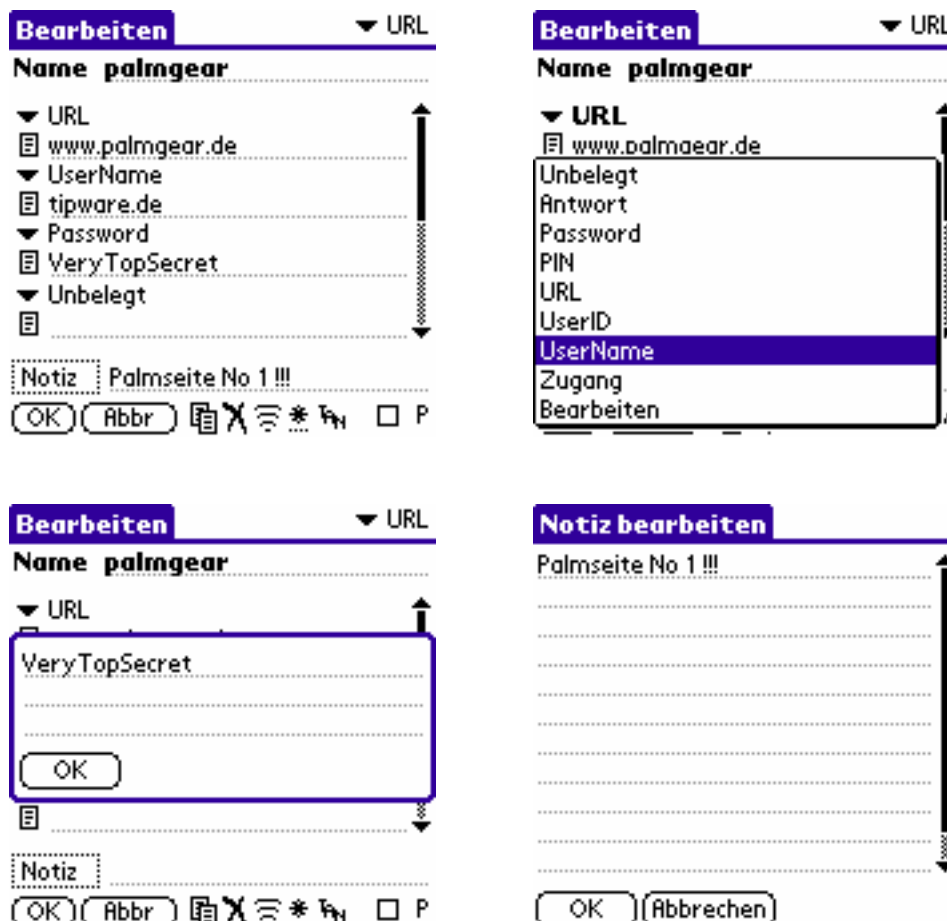 Bearbeiten URL
Name palmgear
URL
www.palmgear.de
UserName
tipware.de
Password
VeryTopSecret
Unbelegt
Notiz Palmseite No 1 !!!
OK Abbr TAN P
Bearbeiten URL
Name palmgear
URL
www.palmgear.de
Unbelegt
Antwort
Password
PIN
URL
UserID
UserName
Zugang
Bearbeiten
Bearbeiten URL
Name palmgear
URL
VeryTopSecret
OK
Notiz
OK Abbr TAN P
Notiz bearbeiten
Palmseite No 1 !!!
OK Abbrechen